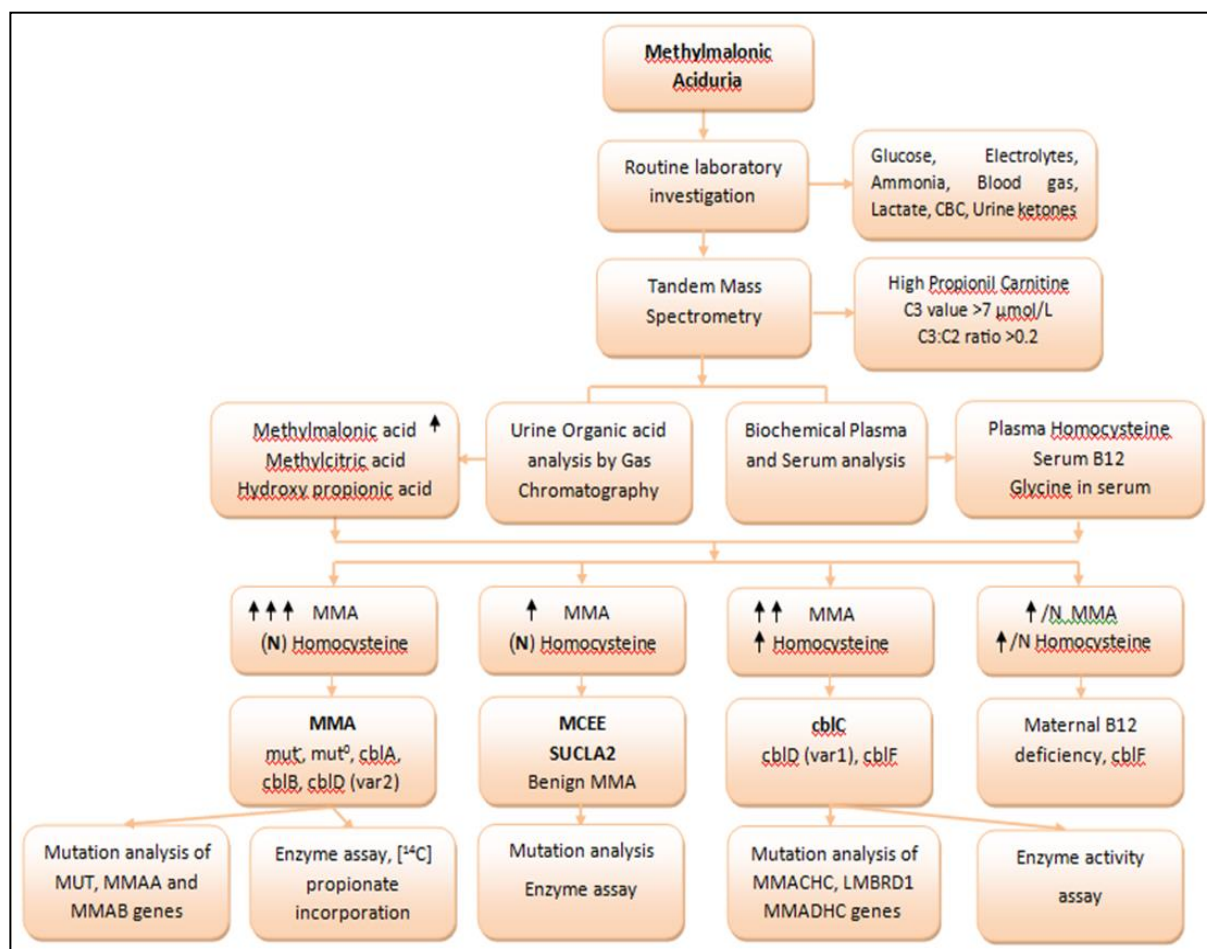 Methylmalonic
Aciduria
Routine laboratory
investigation
Glucose, Electrolytes,
Ammonia, Blood gas,
Lactate, CBC, Urine ketones
Tandem Mass
Spectrometry
High Propionil Carnitine
C3 value >7 µmol/L
C3:C2 ratio >0.2
Methylmalonic acid ↑
Methylcitric acid
Hydroxy propionic acid
Urine Organic acid
analysis by Gas
Chromatography
Biochemical Plasma
and Serum analysis
Plasma Homocysteine
Serum B12
Glycine in serum
↑↑↑ MMA
(N) Homocysteine
↑ MMA
(N) Homocysteine
↑↑ MMA
↑ Homocysteine
↑/N MMA
↑/N Homocysteine
MMA
mut⁻, mut⁰, cblA,
cblB, cblD (var2)
MCEE
SUCLA2
Benign MMA
cblC
cblD (var1), cblF
Maternal B12
deficiency, cblF
Mutation analysis of
MUT, MMAA and
MMAB genes
Enzyme assay, [¹⁴C]
propionate
incorporation
Mutation analysis
Enzyme assay
Mutation analysis of
MMACHC, LMBRD1
MMADHC genes
Enzyme activity
assay